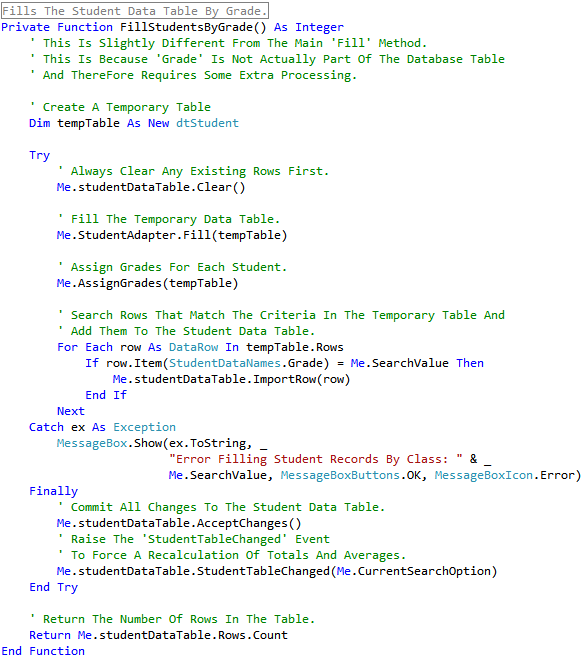 Fills The Student Data Table By Grade.
Private Function FillStudentsByGrade() As Integer
    ' This Is Slightly Different From The Main 'Fill' Method.
    ' This Is Because 'Grade' Is Not Actually Part Of The Database Table
    ' And ThereFore Requires Some Extra Processing.

    ' Create A Temporary Table
    Dim tempTable As New dtStudent

    Try
        ' Always Clear Any Existing Rows First.
        Me.studentDataTable.Clear()

        ' Fill The Temporary Data Table.
        Me.StudentAdapter.Fill(tempTable)

        ' Assign Grades For Each Student.
        Me.AssignGrades(tempTable)

        ' Search Rows That Match The Criteria In The Temporary Table And
        ' Add Them To The Student Data Table.
        For Each row As DataRow In tempTable.Rows
            If row.Item(StudentDataNames.Grade) = Me.SearchValue Then
                Me.studentDataTable.ImportRow(row)
            End If
        Next
    Catch ex As Exception
        MessageBox.Show(ex.ToString, _
                        "Error Filling Student Records By Class: " & _
                        Me.SearchValue, MessageBoxButtons.OK, MessageBoxIcon.Error)
    Finally
        ' Commit All Changes To The Student Data Table.
        Me.studentDataTable.AcceptChanges()
        ' Raise The 'StudentTableChanged' Event
        ' To Force A Recalculation Of Totals And Averages.
        Me.studentDataTable.StudentTableChanged(Me.CurrentSearchOption)
    End Try

    ' Return The Number Of Rows In The Table.
    Return Me.studentDataTable.Rows.Count
End Function